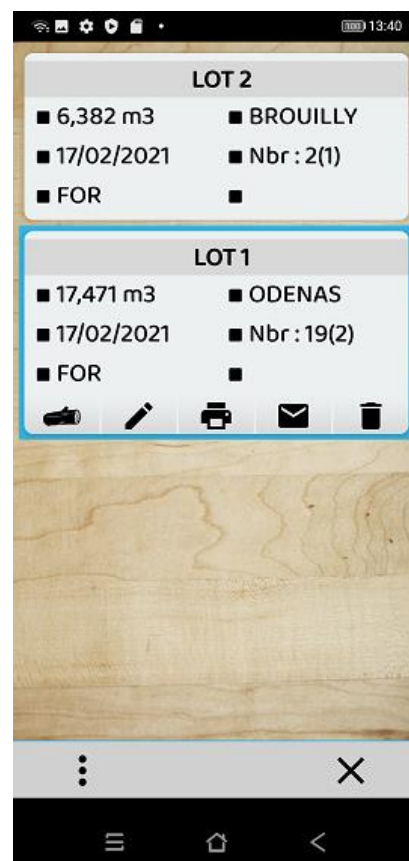 13:40
LOT 2
6,382 m3 BROUILLY
17/02/2021 Nbr : 2(1)
FOR
LOT 1
17,471 m3 ODENAS
17/02/2021 Nbr : 19(2)
FOR